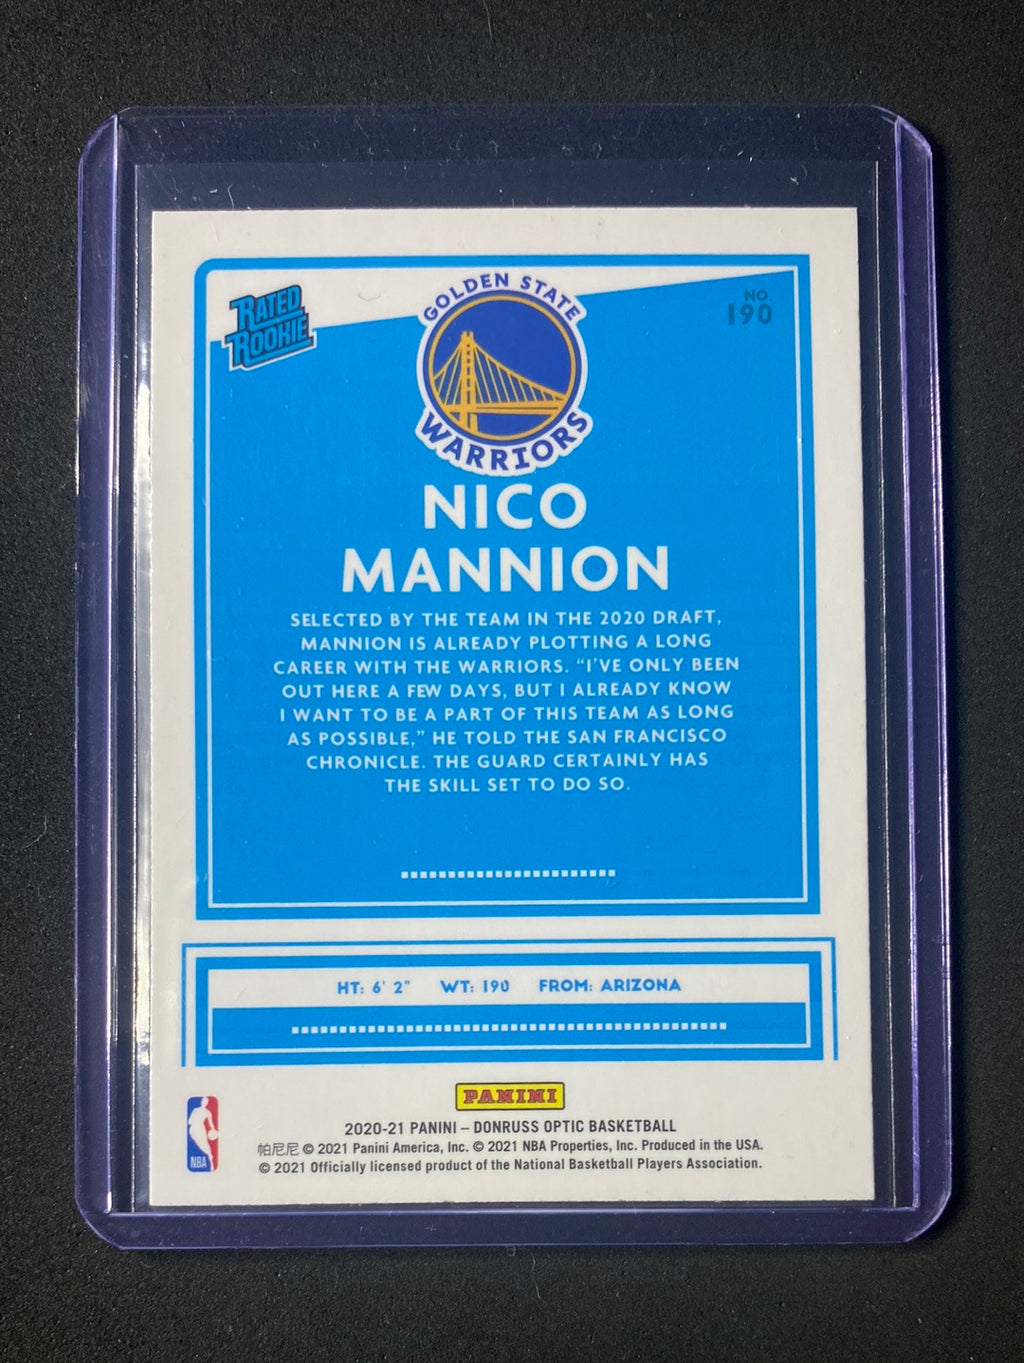 RATED
ROOKIE
GOLDEN STATE
WARRIORS
NO.
190
NICO
MANNION
SELECTED BY THE TEAM IN THE 2020 DRAFT,
MANNION IS ALREADY PLOTTING A LONG
CAREER WITH THE WARRIORS. “I’VE ONLY BEEN
OUT HERE A FEW DAYS, BUT I ALREADY KNOW
I WANT TO BE A PART OF THIS TEAM AS LONG
AS POSSIBLE,” HE TOLD THE SAN FRANCISCO
CHRONICLE. THE GUARD CERTAINLY HAS
THE SKILL SET TO DO SO.
HT: 6' 2" WT: 190 FROM: ARIZONA
PANINI
2020-21 PANINI – DONRUSS OPTIC BASKETBALL
帕尼尼 © 2021 Panini America, Inc. © 2021 NBA Properties, Inc. Produced in the USA.
© 2021 Officially licensed product of the National Basketball Players Association.
NBA